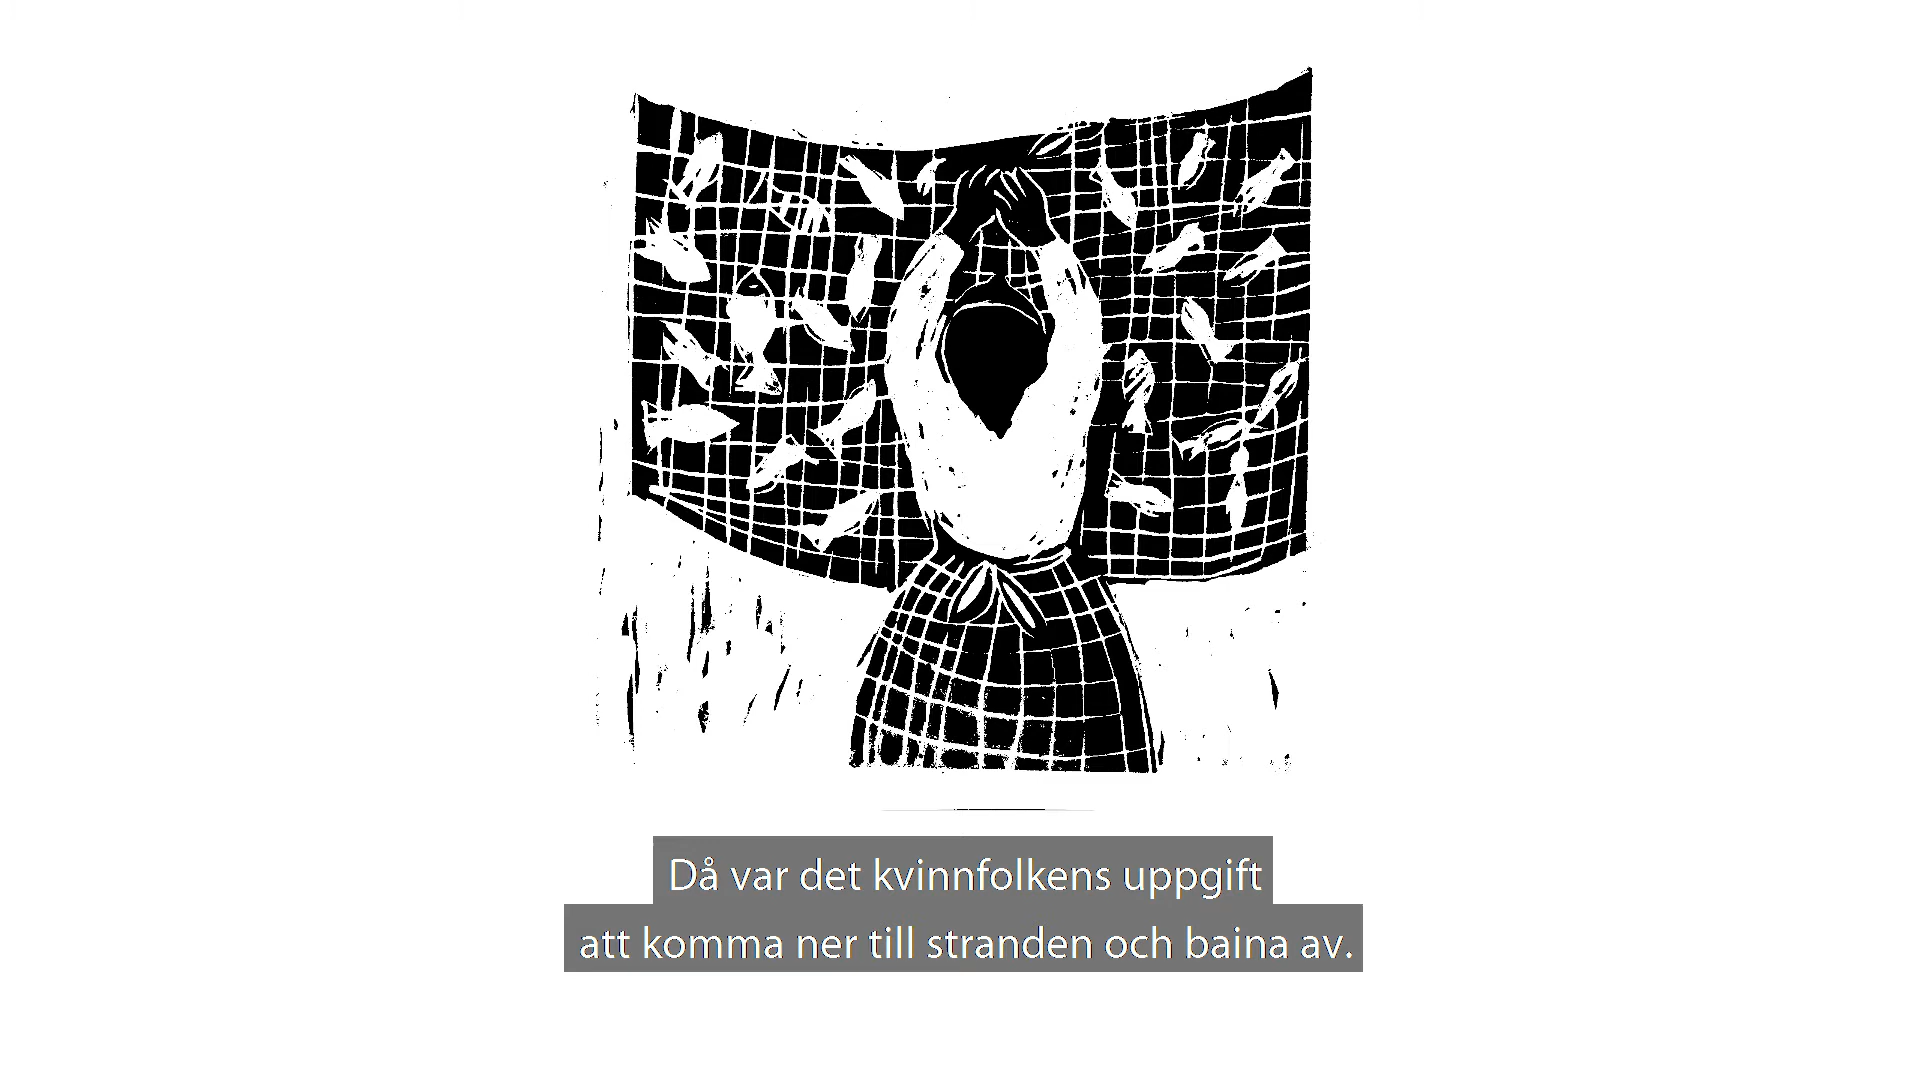 Då var det kvinnfolkens uppgift
att komma ner till stranden och baina av.